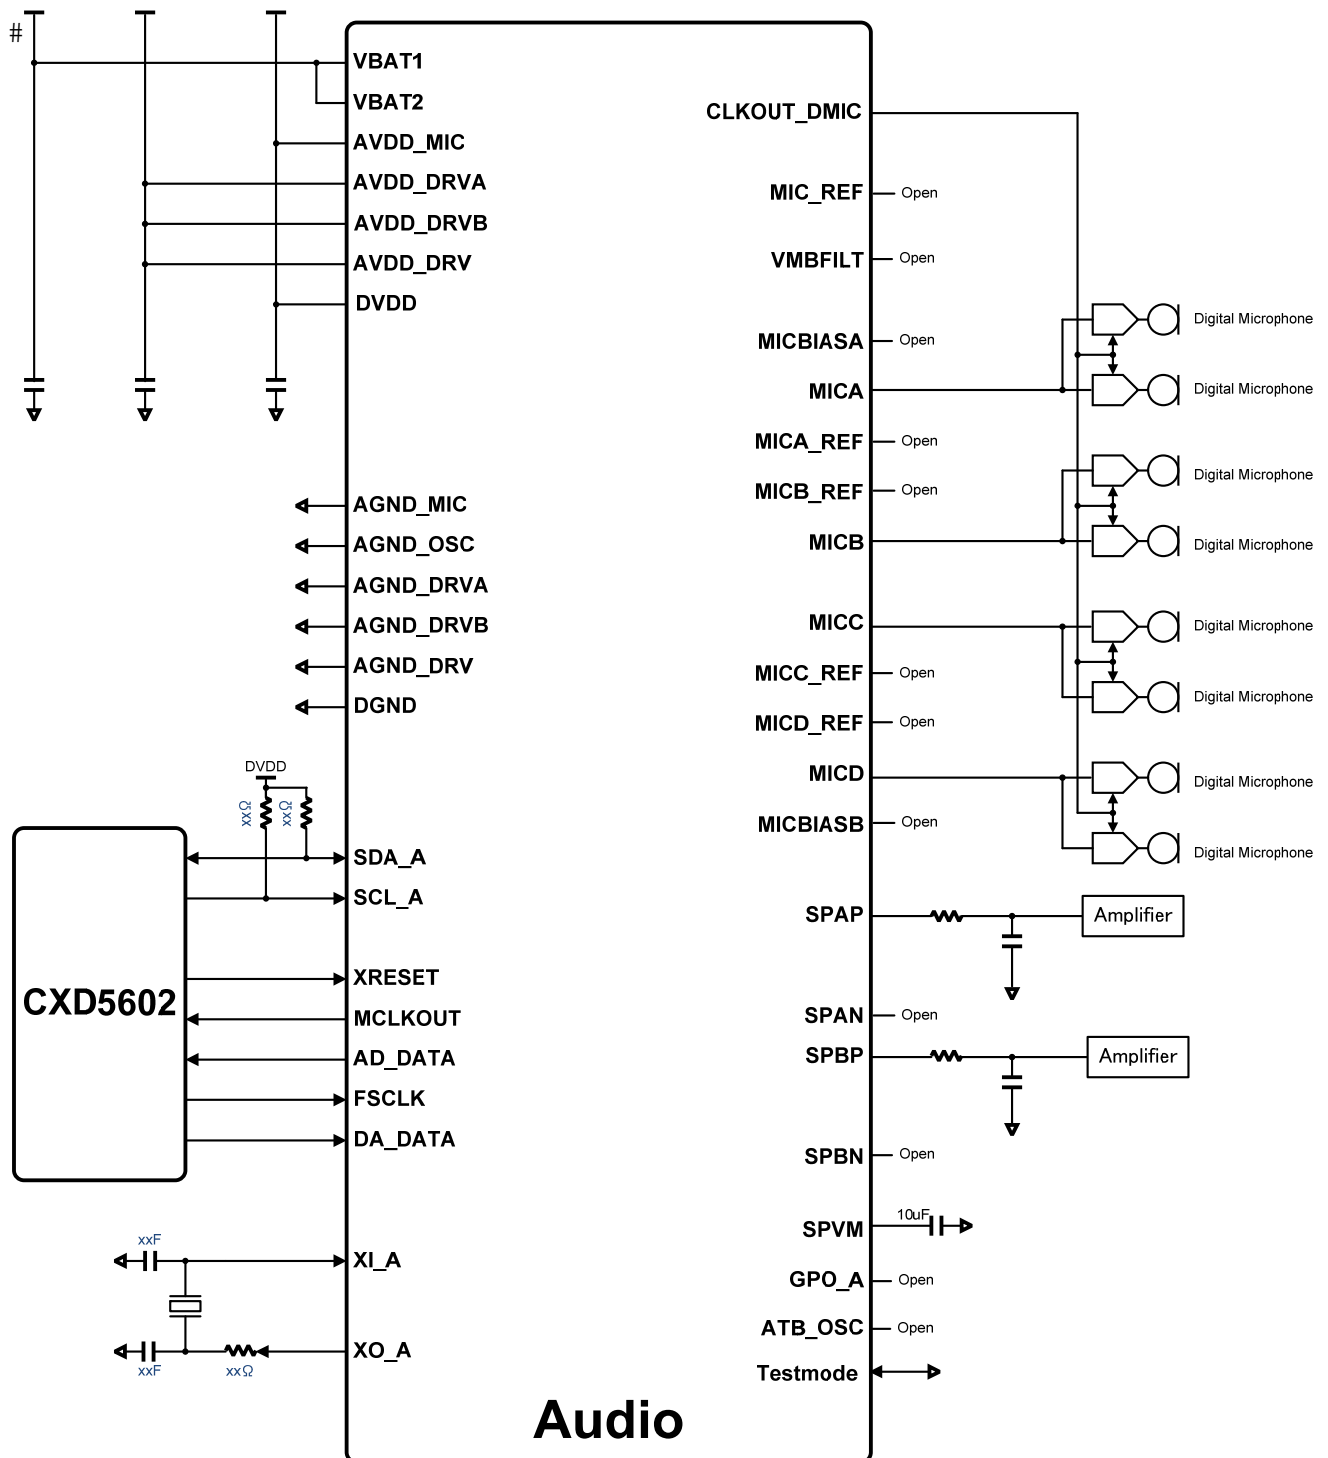 #
VBAT1
VBAT2
AVDD_MIC
AVDD_DRVA
AVDD_DRVB
AVDD_DRV
DVDD
AGND_MIC
AGND_OSC
AGND_DRVA
AGND_DRVB
AGND_DRV
DGND
DVDD
xxΩ
xxΩ
SDA_A
SCL_A
XRESET
MCLKOUT
AD_DATA
FSCLK
DA_DATA
CXD5602
xxF
XI_A
XO_A
xxF
xxΩ
CLKOUT_DMIC
MIC_REF Open
VMBFILT Open
Digital Microphone
MICBIASA Open
MICA
Digital Microphone
MICA_REF Open
Digital Microphone
MICB_REF Open
MICB
Digital Microphone
MICC
Digital Microphone
MICC_REF Open
Digital Microphone
MICD_REF Open
MICD
Digital Microphone
MICBIASB Open
Digital Microphone
SPAP
Amplifier
SPAN Open
SPBP
Amplifier
SPBN Open
SPVM 10uF
GPO_A Open
ATB_OSC Open
Testmode
Audio